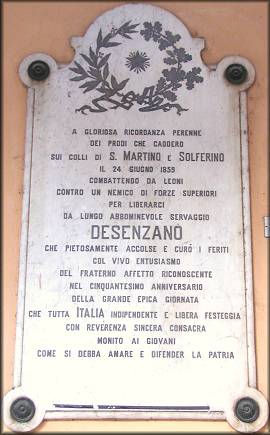 A GLORIOSA RICORDANZA PERENNE
DEI PRODI CHE CADDERO
SUI COLLI DI S. MARTINO E SOLFERINO
IL 24 GIUGNO 1859
COMBATTENDO DA LEONI
CONTRO UN NEMICO DI FORZE SUPERIORI
PER LIBERARCI
DA LUNGO ABBOMINEVOLE SERVAGGIO
DESENZANO
CHE PIETOSAMENTE ACCOLSE E CURÒ I FERITI
COL VIVO ENTUSIASMO
DEL FRATERNO AFFETTO RICONOSCENTE
NEL CINQUANTESIMO ANNIVERSARIO
DELLA GRANDE EPICA GIORNATA
CHE TUTTA ITALIA INDIPENDENTE E LIBERA FESTEGGIA
CON REVERENZA SINCERA CONSACRA
MONITO AI GIOVANI
COME SI DEBBA AMARE E DIFENDER LA PATRIA